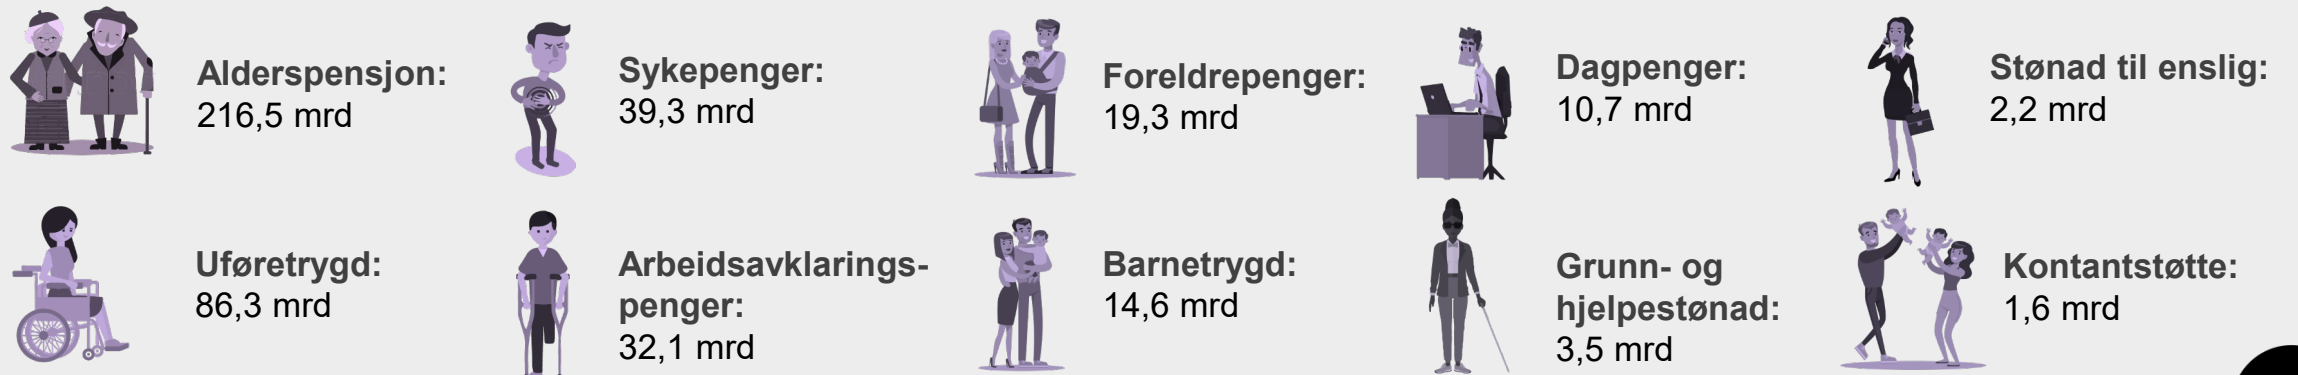 Alderspensjon:
216,5 mrd
Sykepenger:
39,3 mrd
Foreldrepenger:
19,3 mrd
Dagpenger:
10,7 mrd
Stønad til enslig:
2,2 mrd
Uføretrygd:
86,3 mrd
Arbeidsavklarings-
penger:
32,1 mrd
Barnetrygd:
14,6 mrd
Grunn- og
hjelpestønad:
3,5 mrd
Kontantstøtte:
1,6 mrd